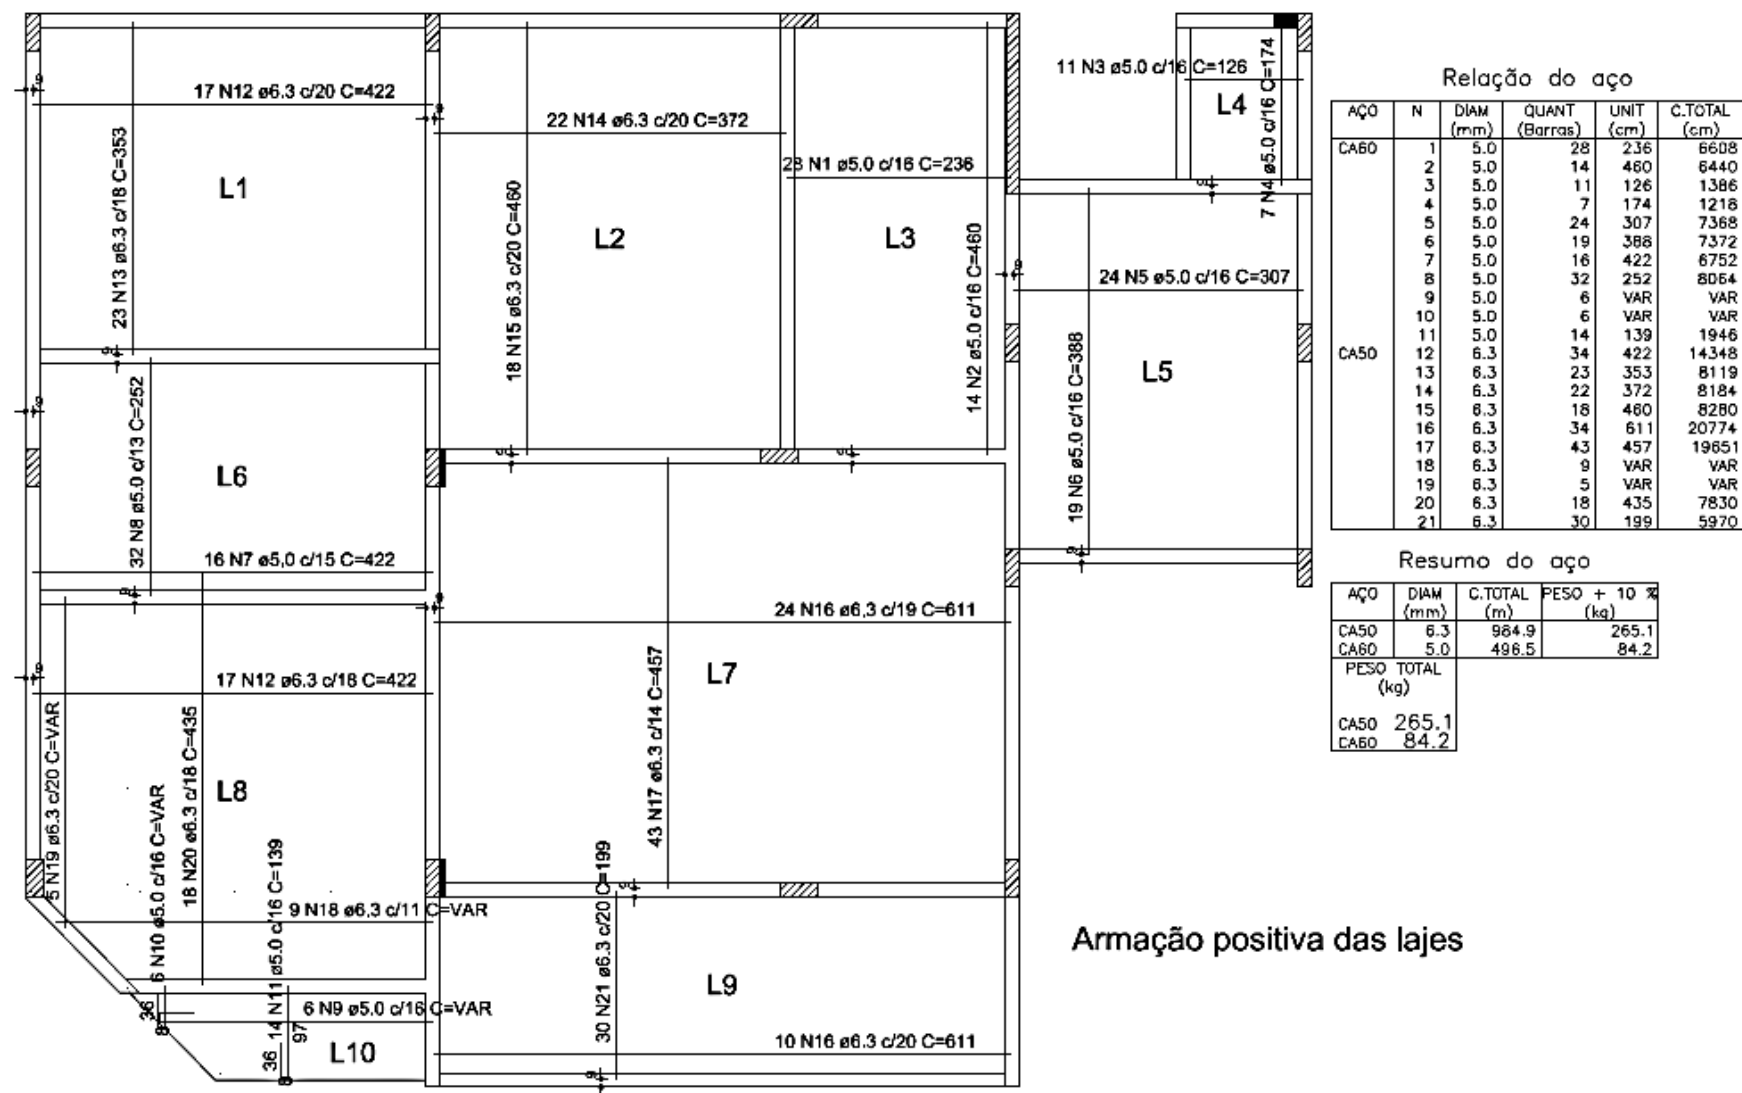 17 N12 ø6.3 c/20 C=422
23 N13 ø6.3 c/18 C=353
L1
22 N14 ø6.3 c/20 C=372
18 N15 ø6.3 c/20 C=460
L2
28 N1 ø5.0 c/16 C=236
14 N2 ø5.0 c/16 C=460
L3
11 N3 ø5.0 c/16 C=126
7 N4 ø5.0 c/16 C=174
L4
24 N5 ø5.0 c/16 C=307
19 N6 ø5.0 c/16 C=388
L5
32 N8 ø5.0 c/13 C=252
L6
16 N7 ø5,0 c/15 C=422
24 N16 ø6,3 c/19 C=611
43 N17 ø6.3 c/14 C=457
L7
17 N12 ø6.3 c/18 C=422
5 N19 ø6.3 c/20 C=VAR
6 N10 ø5.0 c/16 C=VAR
18 N20 ø6.3 c/18 C=435
L8
14 N11 ø5.0 c/16 C=139
9 N18 ø6,3 c/11 C=VAR
30 N21 ø6.3 c/20 C=199
L9
36
6 N9 ø5.0 c/16 C=VAR
36
97
8
L10
10 N16 ø6.3 c/20 C=611
9
Armação positiva das lajes
Relação do aço
AÇO N DIAM (mm) QUANT (Barras) UNIT (cm) C.TOTAL (cm)
CA60 1 5.0 28 236 6608
2 5.0 14 460 6440
3 5.0 11 126 1386
4 5.0 7 174 1218
5 5.0 24 307 7368
6 5.0 19 388 7372
7 5.0 16 422 6752
8 5.0 32 252 8064
9 5.0 6 VAR VAR
10 5.0 6 VAR VAR
11 5.0 14 139 1946
CA50 12 6.3 34 422 14348
13 6.3 23 353 8119
14 6.3 22 372 8184
15 6.3 18 460 8280
16 6.3 34 611 20774
17 6.3 43 457 19651
18 6.3 9 VAR VAR
19 6.3 5 VAR VAR
20 6.3 18 435 7830
21 6.3 30 199 5970
Resumo do aço
AÇO DIAM (mm) C.TOTAL (m) PESO + 10 % (kg)
CA50 6.3 984.9 265.1
CA60 5.0 496.5 84.2
PESO TOTAL
(kg)
CA50 265.1
CA60 84.2